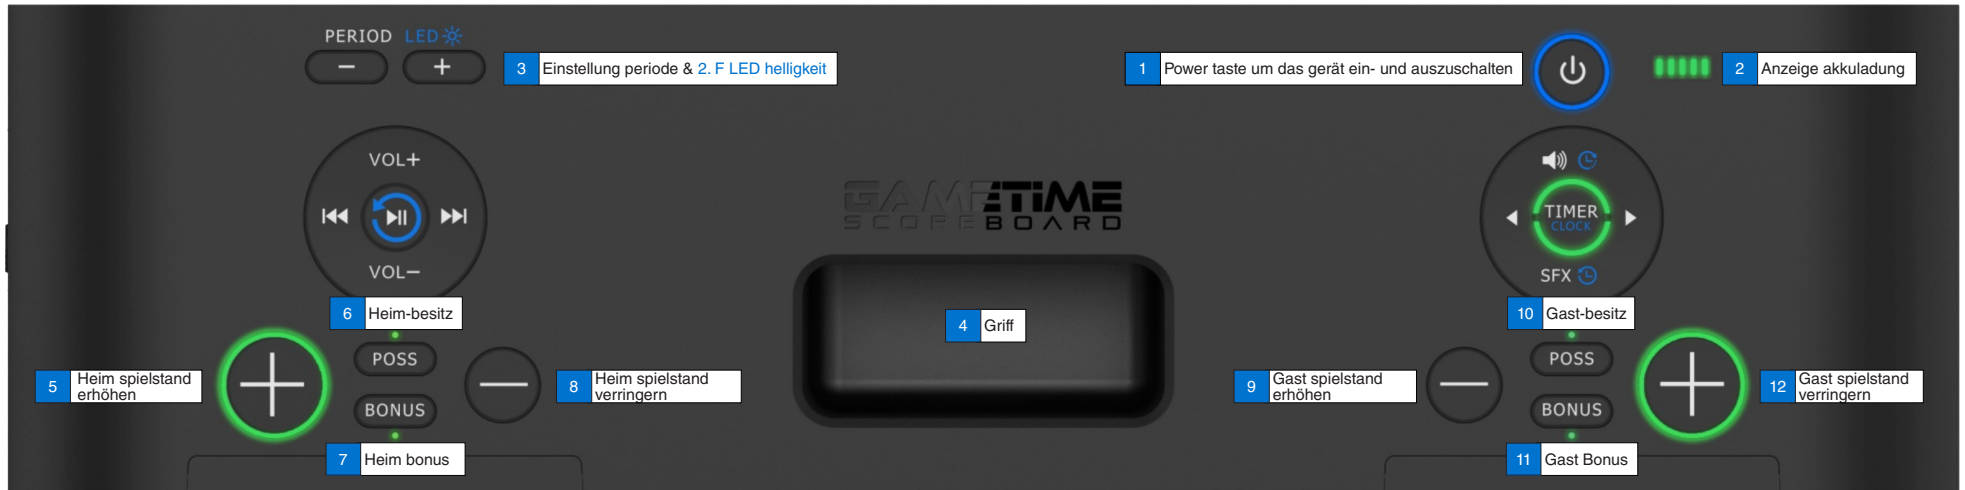 PERIOD LED
3 Einstellung periode & 2. F LED helligkeit
1 Power taste um das gerät ein- und auszuschalten
2 Anzeige akkuladung
VOL+
VOL−
GAMETIME
SCOREBOARD
TIMER
CLOCK
SFX
6 Heim-besitz
POSS
5 Heim spielstand
erhöhen
8 Heim spielstand
verringern
BONUS
7 Heim bonus
4 Griff
10 Gast-besitz
POSS
9 Gast spielstand
erhöhen
12 Gast spielstand
verringern
BONUS
11 Gast Bonus